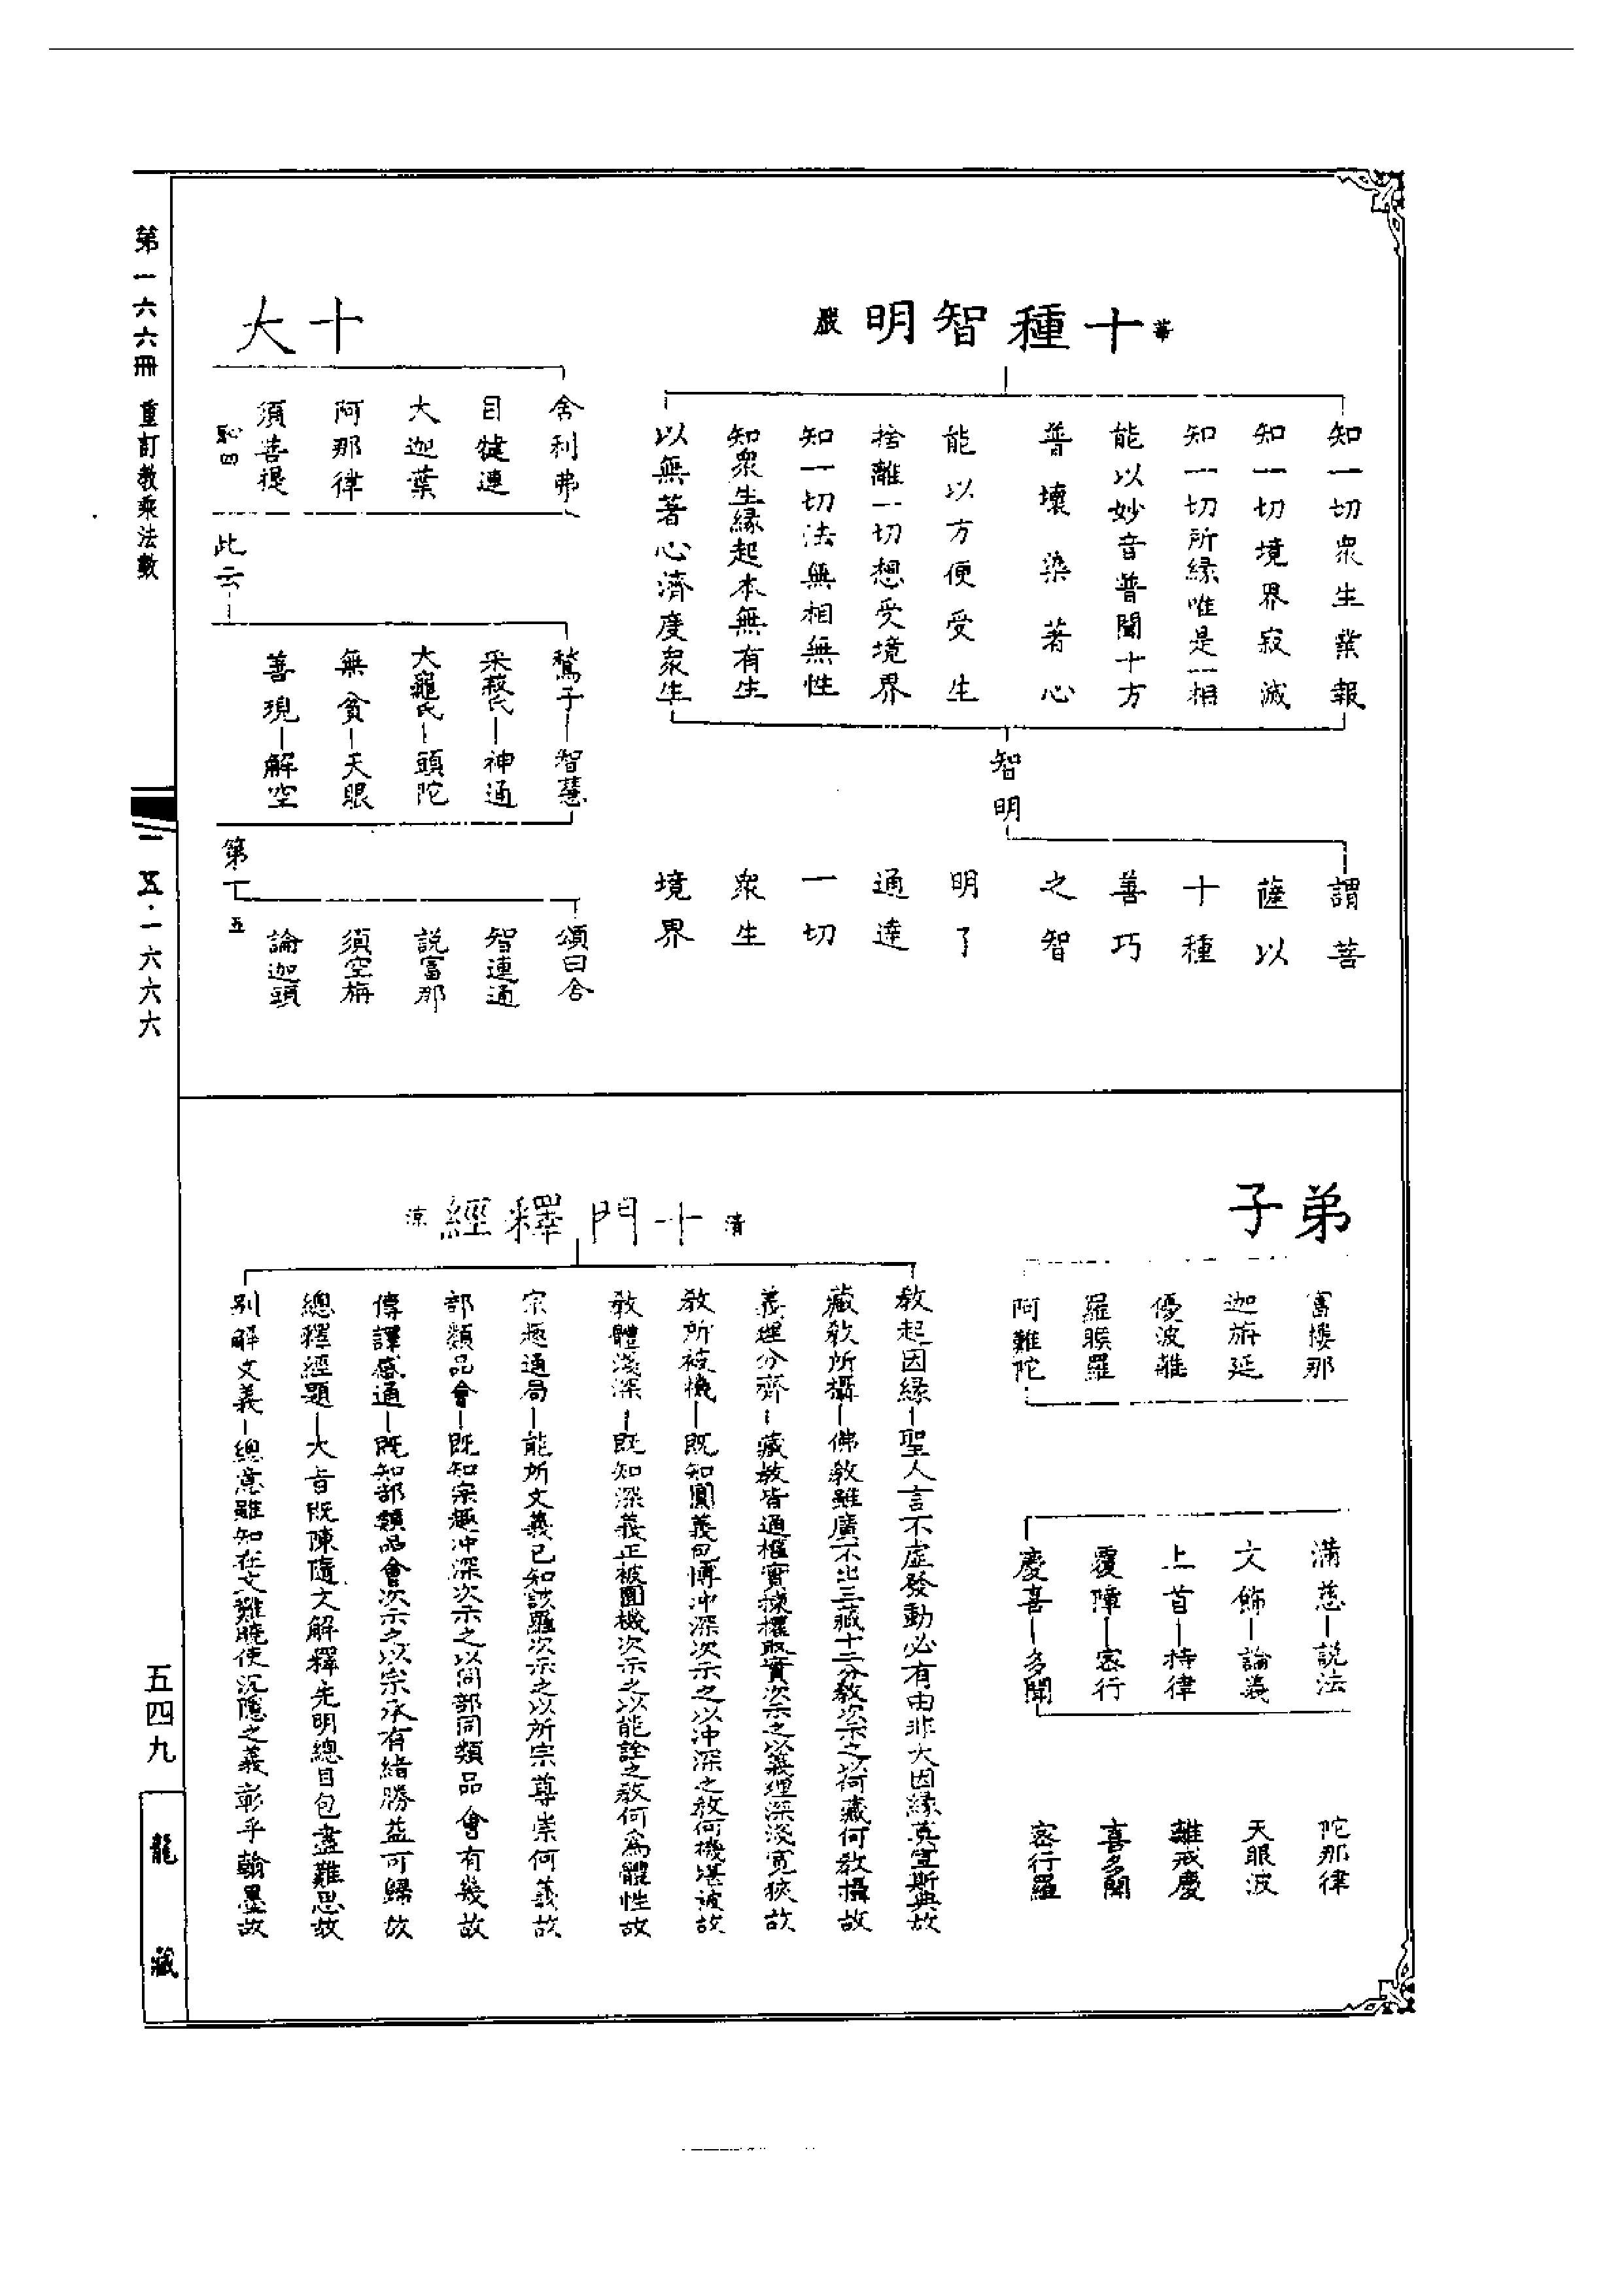 華十種智明嚴
知一切衆生業報
知一切境界寂滅
知一切所緣唯是一相
能以妙音普聞十方
普壞染著心
能以方便受生
捨離一切想受境界
知一切法無相無性
知衆生緣起本無有生
以無著心濟度衆生
智明
謂菩
薩以
十種
善巧
之智
明了
通達
一切
衆生
境界
十大
舍利弗
目犍連
大迦葉
阿那律
須菩提
此云
鶖子—智慧
采菽氏—神通
大龜氏—頭陀
無貪—天眼
善現—解空
第十
五
頌曰舍
智連通
説富那
須空旃
論迦頭
弟子
富樓那
迦旃延
優波離
羅睺羅
阿難陀
滿慈—説法
文飾—論義
上首—持律
覆障—密行
慶喜—多聞
陀那律
天眼波
離戒慶
喜多聞
密行羅
清十門釋經涼
教起因緣—聖人言不虛發動必有由非大因緣莫宣斯典故
藏教所攝—佛教雖廣不出三藏十二分教次示之以何藏何教攝故
義理分齊—藏教皆通權實揀權取實次示之以義理深淺寬狹故
教所被機—既知圓義包博沖深次示之以沖深之教何機堪被故
教體淺深—既知深義正被圓機次示之以能詮之教何爲體性故
宗趣通局—能所文義已知該羅次示之以所宗尊崇何義故
部類品會—既知宗趣沖深次示之以同部同類品會有幾故
傳譯感通—既知部類品會次示之以宗承有緒勝益可歸故
總釋經題—大旨既陳隨文解釋先明總目包盡難思故
別解文義—總意雖知在文難曉使沉隱之義彰乎翰墨故
第一六六冊 重訂教乘法數
一五·一六六六
五四九
龍藏